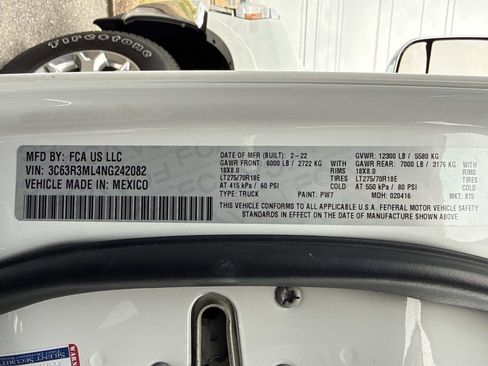 Firestone
MFD BY: FCA US LLC
DATE OF MFR (BUILT): 2-22
GVWR: 12300 LB / 5580 KG
VIN: 3C63R3ML4NG242082
GAWR FRONT: 6000 LB / 2722 KG WITH
GAWR REAR: 7000 LB / 3176 KG WITH
VEHICLE MADE IN: MEXICO
18X8.0 RIMS
18X8.0 RIMS
LT275/70R18E TIRES
LT275/70R18E TIRES
AT 415 kPa / 60 PSI
AT 550 kPa / 80 PSI
TYPE: TRUCK
PAINT: PW7
MDH: 020416
MKT: 875
THIS VEHICLE CONFORMS TO ALL APPLICABLE U.S.A. FEDERAL MOTOR VEHICLE SAFETY
STANDARDS IN EFFECT ON THE DATE OF MANUFACTURE SHOWN ABOVE.
WARN
SILENT SECURITY